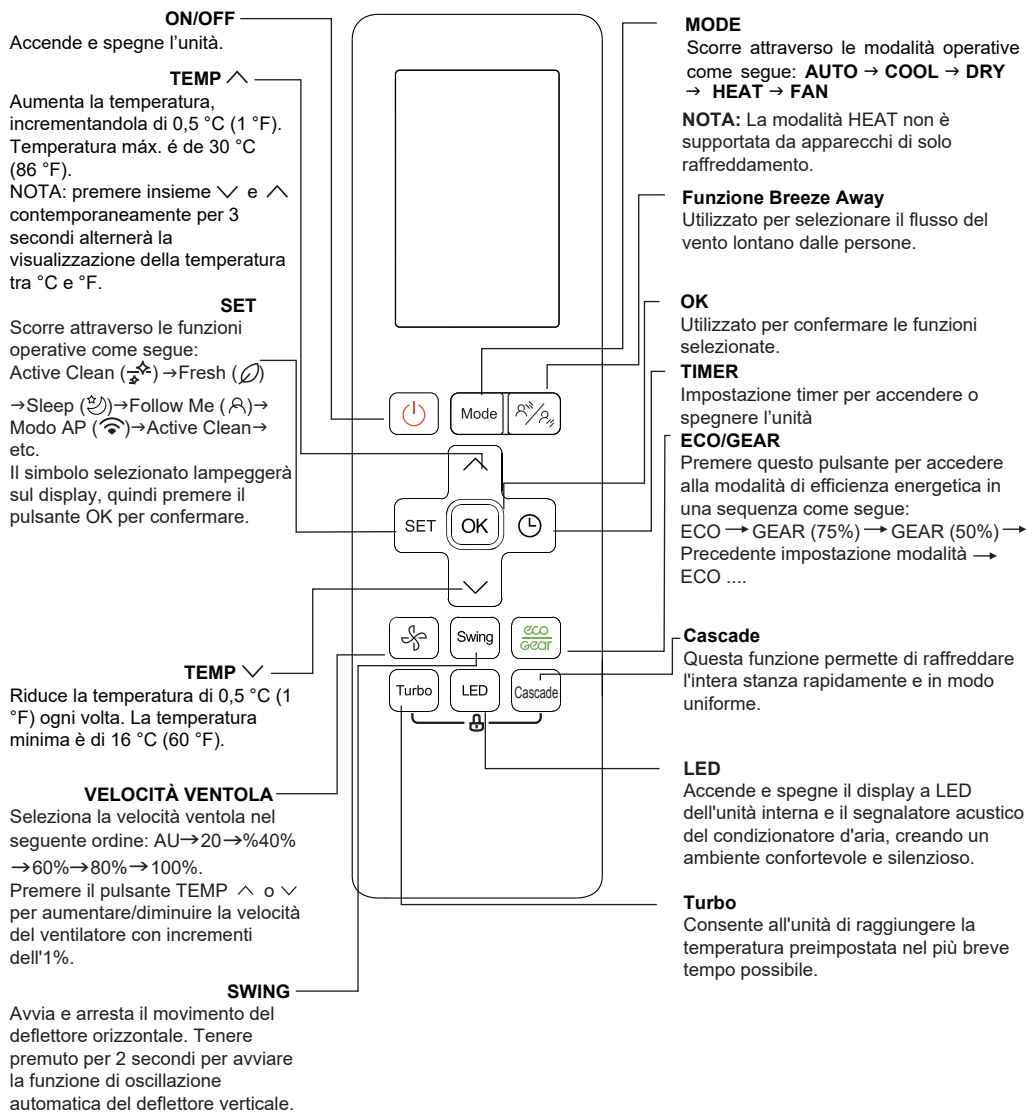 ON/OFF
Accende e spegne l'unità.
TEMP ∧
Aumenta la temperatura,
incrementandola di 0,5 °C (1 °F).
Temperatura máx. é de 30 °C
(86 °F).
NOTA: premere insieme ∨ e ∧
contemporaneamente per 3
secondi alternerà la
visualizzazione della temperatura
tra °C e °F.
SET
Scorre attraverso le funzioni
operative come segue:
Active Clean ( ) →Fresh ( )
→Sleep ( )→Follow Me ( )→
Modo AP ( )→Active Clean→
etc.
Il simbolo selezionato lampeggerà
sul display, quindi premere il
pulsante OK per confermare.
TEMP ∨
Riduce la temperatura di 0,5 °C (1
°F) ogni volta. La temperatura
minima è di 16 °C (60 °F).
VELOCITÀ VENTOLA
Seleziona la velocità ventola nel
seguente ordine: AU→20→%40%
→60%→80%→100%.
Premere il pulsante TEMP ∧ o ∨
per aumentare/diminuire la velocità
del ventilatore con incrementi
dell'1%.
SWING
Avvia e arresta il movimento del
deflettore orizzontale. Tenere
premuto per 2 secondi per avviare
la funzione di oscillazione
automatica del deflettore verticale.
Mode
SET
OK
Swing
eco
Gear
Turbo
LED
Cascade
MODE
Scorre attraverso le modalità operative
come segue: AUTO → COOL → DRY
→ HEAT → FAN
NOTA: La modalità HEAT non è
supportata da apparecchi di solo
raffreddamento.
Funzione Breeze Away
Utilizzato per selezionare il flusso del
vento lontano dalle persone.
OK
Utilizzato per confermare le funzioni
selezionate.
TIMER
Impostazione timer per accendere o
spegnere l'unità
ECO/GEAR
Premere questo pulsante per accedere
alla modalità di efficienza energetica in
una sequenza come segue:
ECO → GEAR (75%) → GEAR (50%) →
Precedente impostazione modalità →
ECO ....
Cascade
Questa funzione permette di raffreddare
l'intera stanza rapidamente e in modo
uniforme.
LED
Accende e spegne il display a LED
dell'unità interna e il segnalatore acustico
del condizionatore d'aria, creando un
ambiente confortevole e silenzioso.
Turbo
Consente all'unità di raggiungere la
temperatura preimpostata nel più breve
tempo possibile.